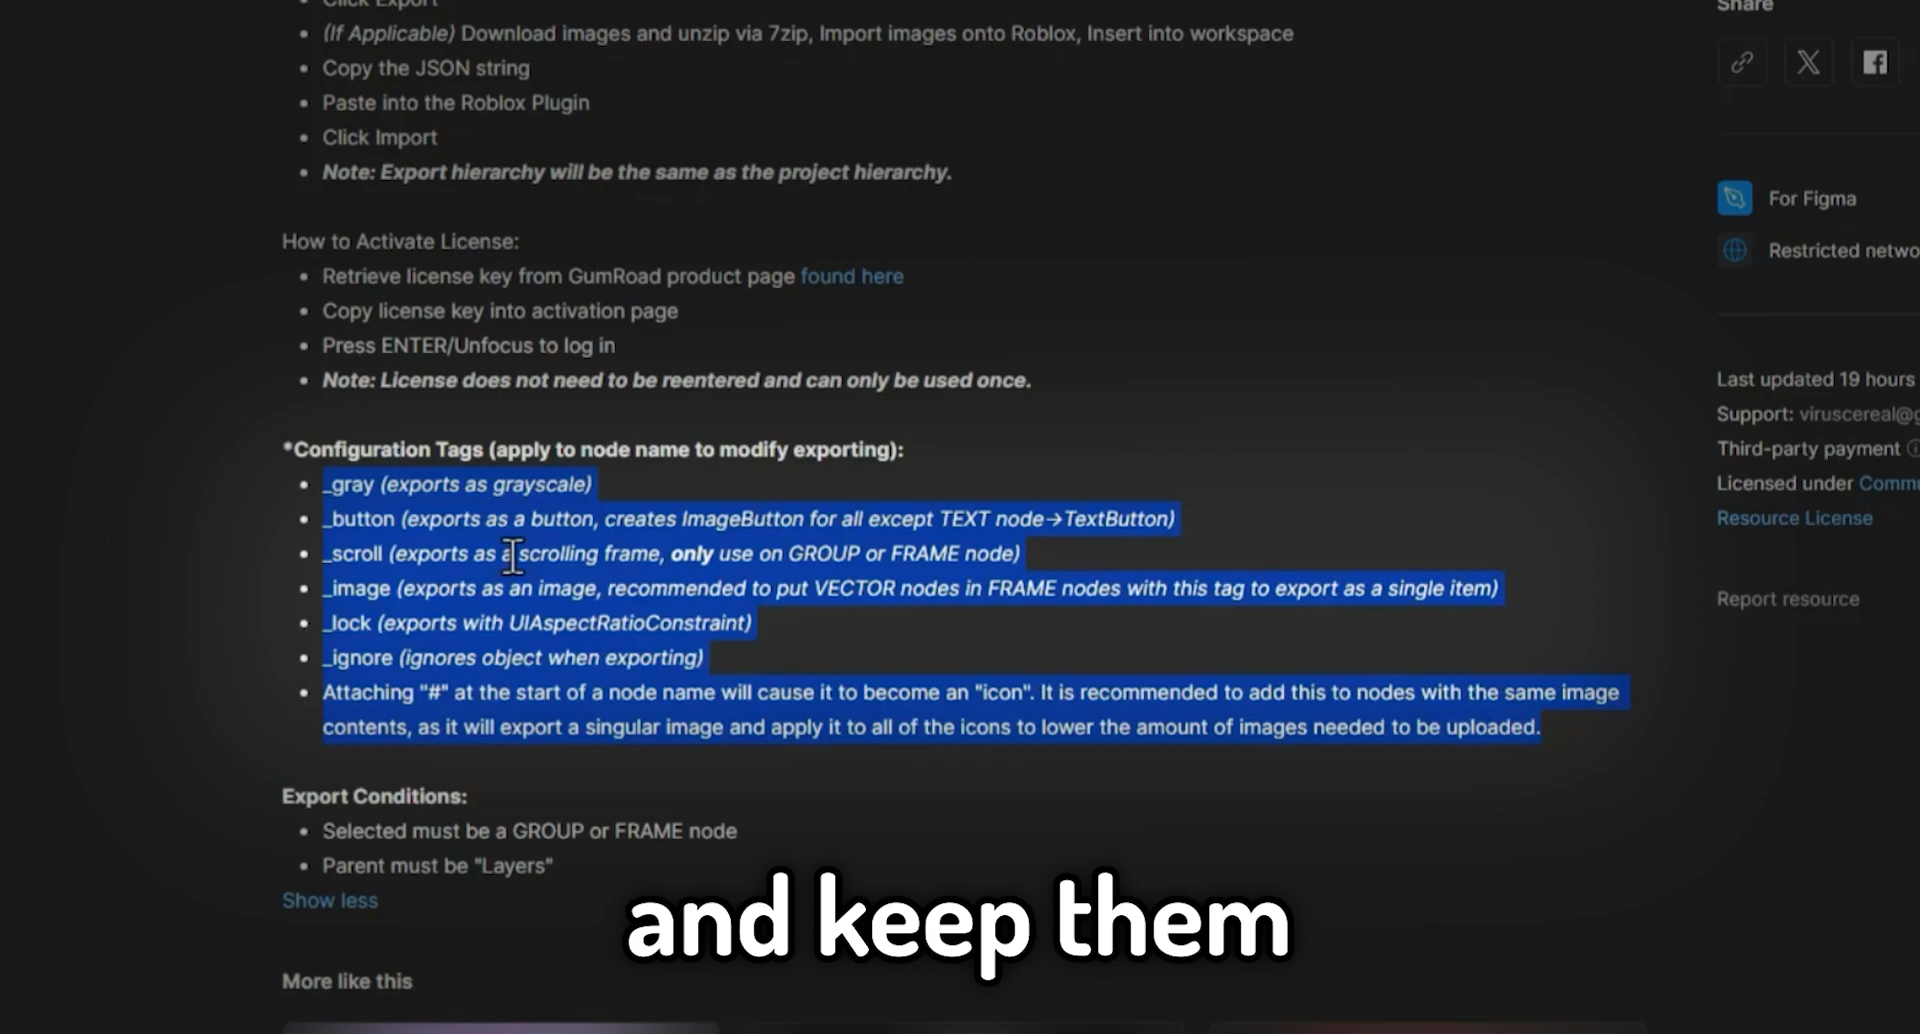 Click Export
(If Applicable) Download images and unzip via 7zip, Import images onto Roblox, Insert into workspace
Copy the JSON string
Paste into the Roblox Plugin
Click Import
Note: Export hierarchy will be the same as the project hierarchy.
How to Activate License:
Retrieve license key from GumRoad product page found here
Copy license key into activation page
Press ENTER/Unfocus to log in
Note: License does not need to be reentered and can only be used once.
*Configuration Tags (apply to node name to modify exporting):
_gray (exports as grayscale)
_button (exports as a button, creates ImageButton for all except TEXT node→TextButton)
_scroll (exports as a scrolling frame, only use on GROUP or FRAME node)
_image (exports as an image, recommended to put VECTOR nodes in FRAME nodes with this tag to export as a single item)
_lock (exports with UIAspectRatioConstraint)
_ignore (ignores object when exporting)
Attaching "#" at the start of a node name will cause it to become an "icon". It is recommended to add this to nodes with the same image
contents, as it will export a singular image and apply it to all of the icons to lower the amount of images needed to be uploaded.
Export Conditions:
Selected must be a GROUP or FRAME node
Parent must be "Layers"
Show less
More like this
Share
For Figma
Restricted netwo
Last updated 19 hours
Support: viruscereal@g
Third-party payment
Licensed under Commu
Resource License
Report resource
and keep them